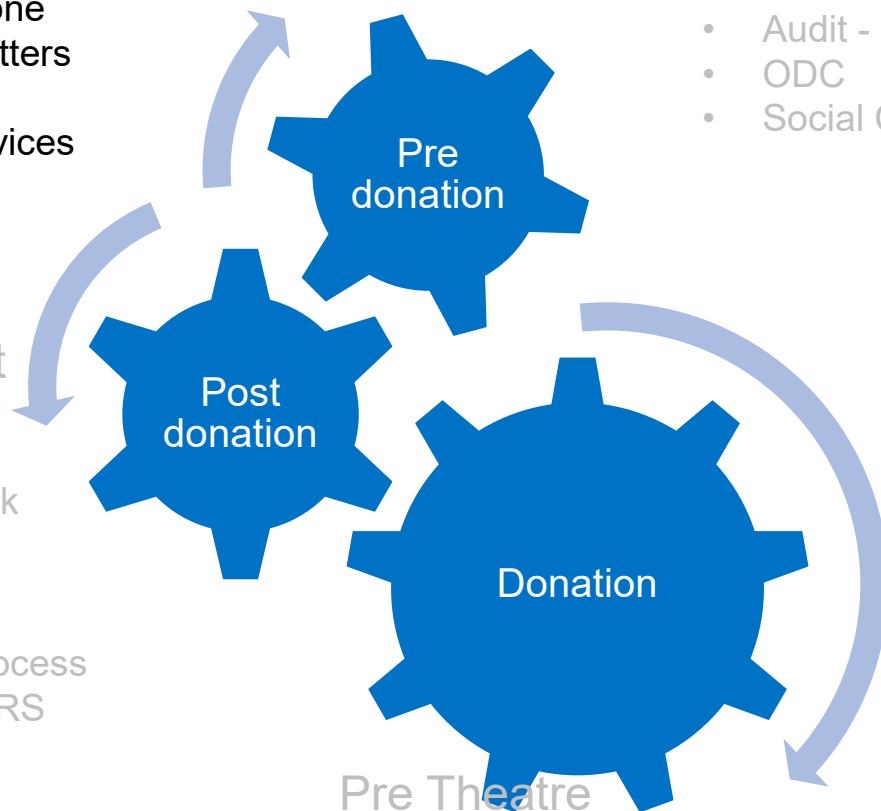 one
tters
vices
• Audit -
• ODC
• Social
Pre
donation
t
Post
donation
k
Donation
ocess
RS
Pre Theatre